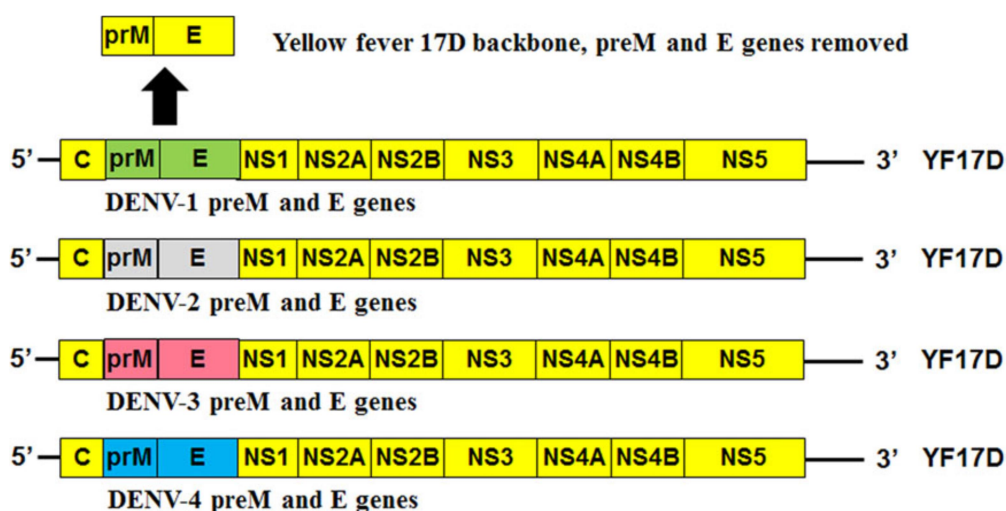 prM E Yellow fever 17D backbone, preM and E genes removed
5’ C prM E NS1 NS2A NS2B NS3 NS4A NS4B NS5 3’ YF17D
DENV-1 preM and E genes
5’ C prM E NS1 NS2A NS2B NS3 NS4A NS4B NS5 3’ YF17D
DENV-2 preM and E genes
5’ C prM E NS1 NS2A NS2B NS3 NS4A NS4B NS5 3’ YF17D
DENV-3 preM and E genes
5’ C prM E NS1 NS2A NS2B NS3 NS4A NS4B NS5 3’ YF17D
DENV-4 preM and E genes